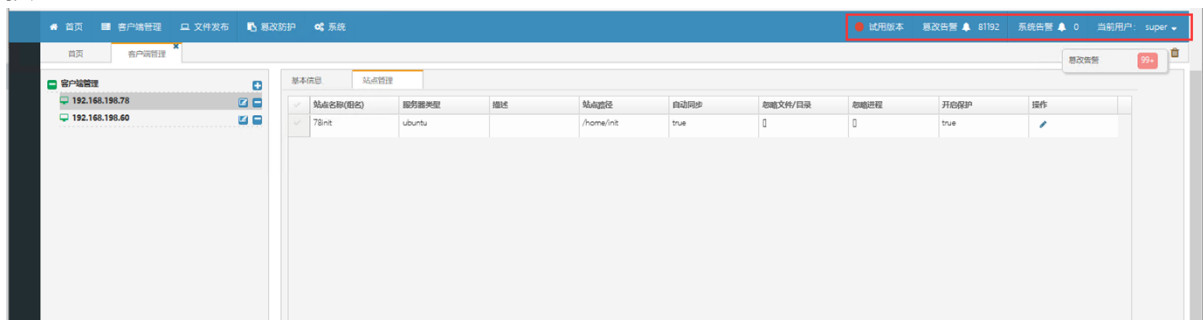 首页 客户端管理 文件发布 篡改防护 系统 试用版本 篡改告警 81192 系统告警 0 当前用户: super
首页 客户端管理
篡改告警 99+
客户端管理
192.168.198.78
192.168.198.60
基本信息 站点管理
站点名称(组名) 服务器类型 描述 站点路径 自动同步 忽略文件/目录 忽略进程 开启保护 操作
78init ubuntu /home/init true [] [] true